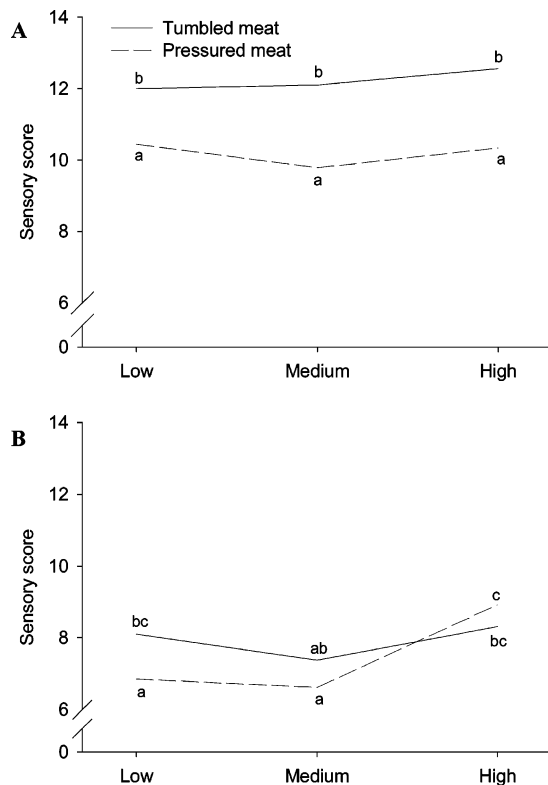 A
14
Tumbled meat
Pressured meat
12
b
b
b
10
a
a
a
Sensory score
8
6
0
Low Medium High
B
14
12
10
Sensory score
c
bc
8
ab
bc
a
a
6
0
Low Medium High